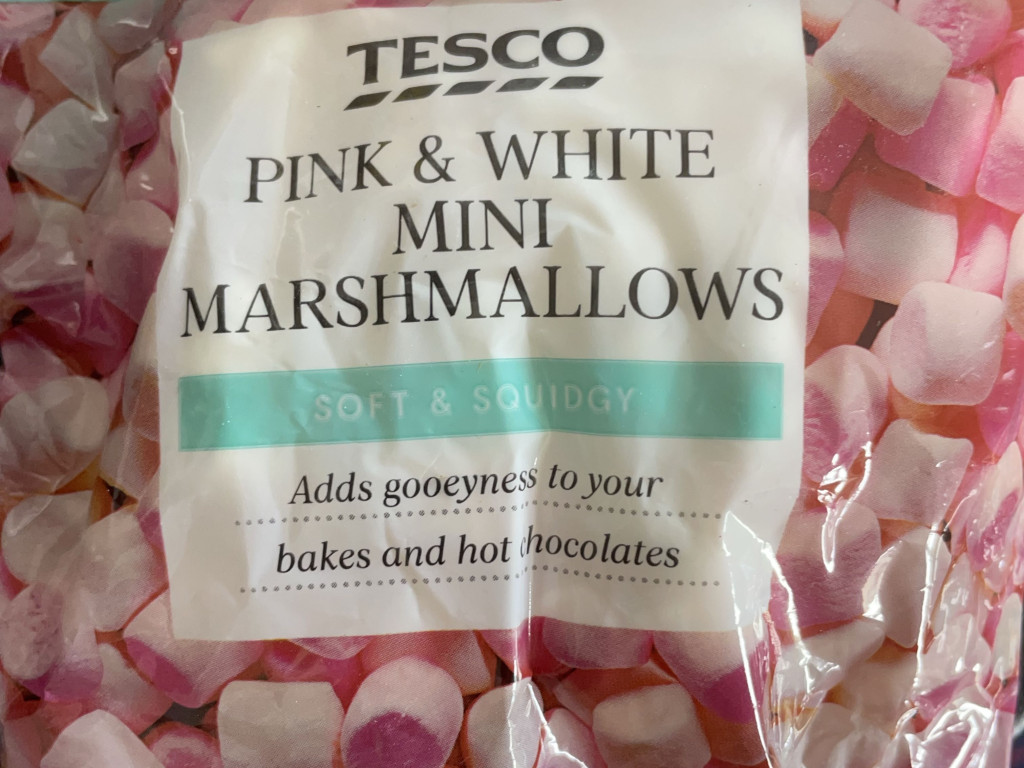 TESCO
PINK & WHITE
MINI
MARSHMALLOWS
SOFT & SQUIDGY
Adds gooeyness to your
bakes and hot chocolates